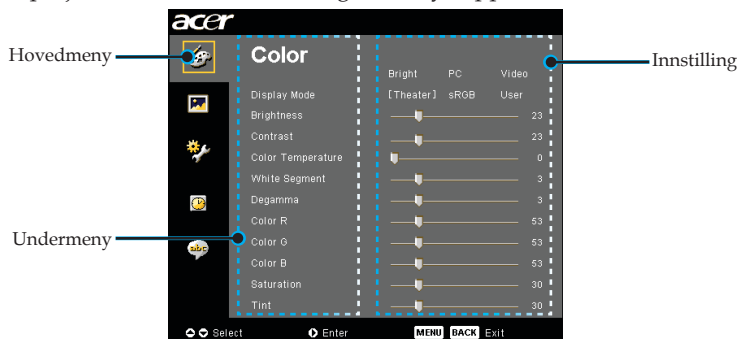 acer
Hovedmeny
Color
Innstilling
Bright PC Video
Display Mode [Theater] sRGB User
Brightness 23
Contrast 23
Color Temperature 0
White Segment 3
Degamma 3
Color R 53
Undermeny
Color G 53
abc
Color B 53
Saturation 30
Tint 30
Select Enter MENU BACK Exit